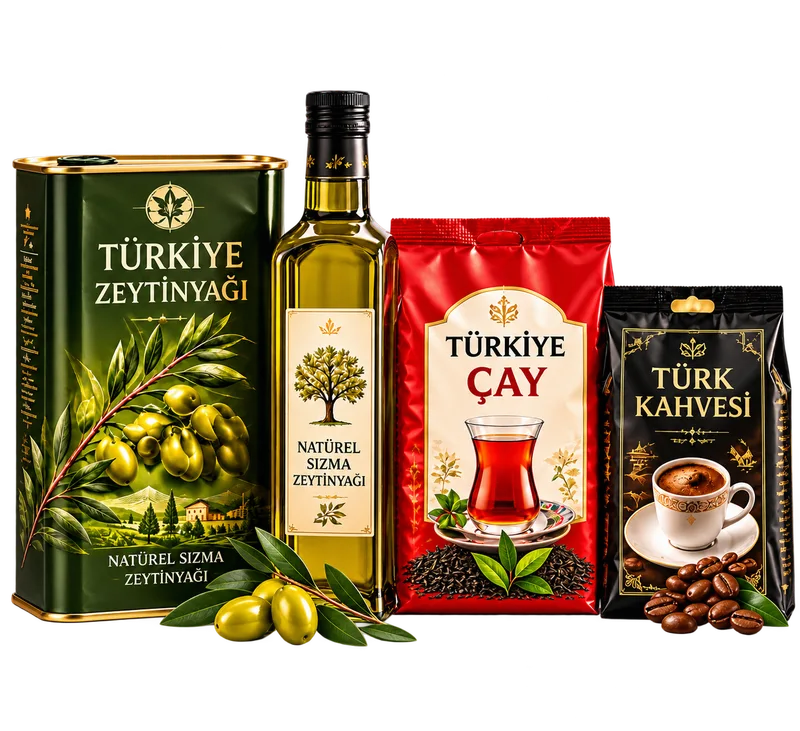 TÜRKİYE
ZEYTİNYAĞI
NATÜREL SIZMA
ZEYTİNYAĞI
NATÜREL
SIZMA
ZEYTİNYAĞI
TÜRKİYE
ÇAY
TÜRK
KAHVESİ